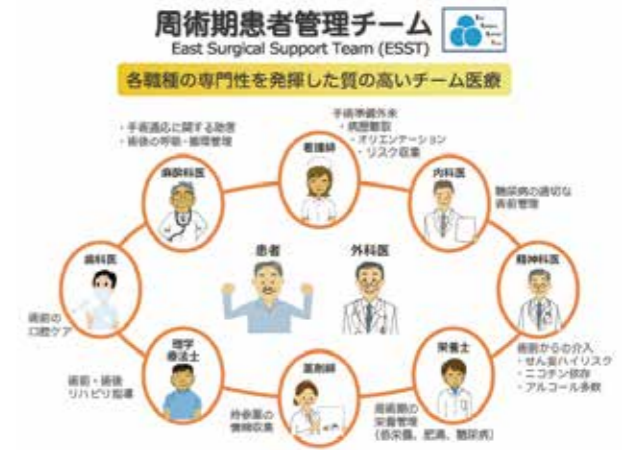 周術期患者管理チーム
East Surgical Support Team (ESST)
各職種の専門性を発揮した質の高いチーム医療
・手術適応に関する助言
・術後の呼吸・循環管理
麻酔科医
手術準備外来
・病歴聴取
・オリエンテーション
・リスク収集
看護師
内科医
糖尿病の適切な
術前管理
歯科医
術前の
口腔ケア
患者
外科医
精神科医
術前からの介入
・せん妄ハイリスク
・ニコチン依存
・アルコール多飲
理学
療法士
術前・術後
リハビリ指導
薬剤師
持参薬の
情報収集
栄養士
周術期の
栄養管理
(低栄養、肥満、糖尿病)